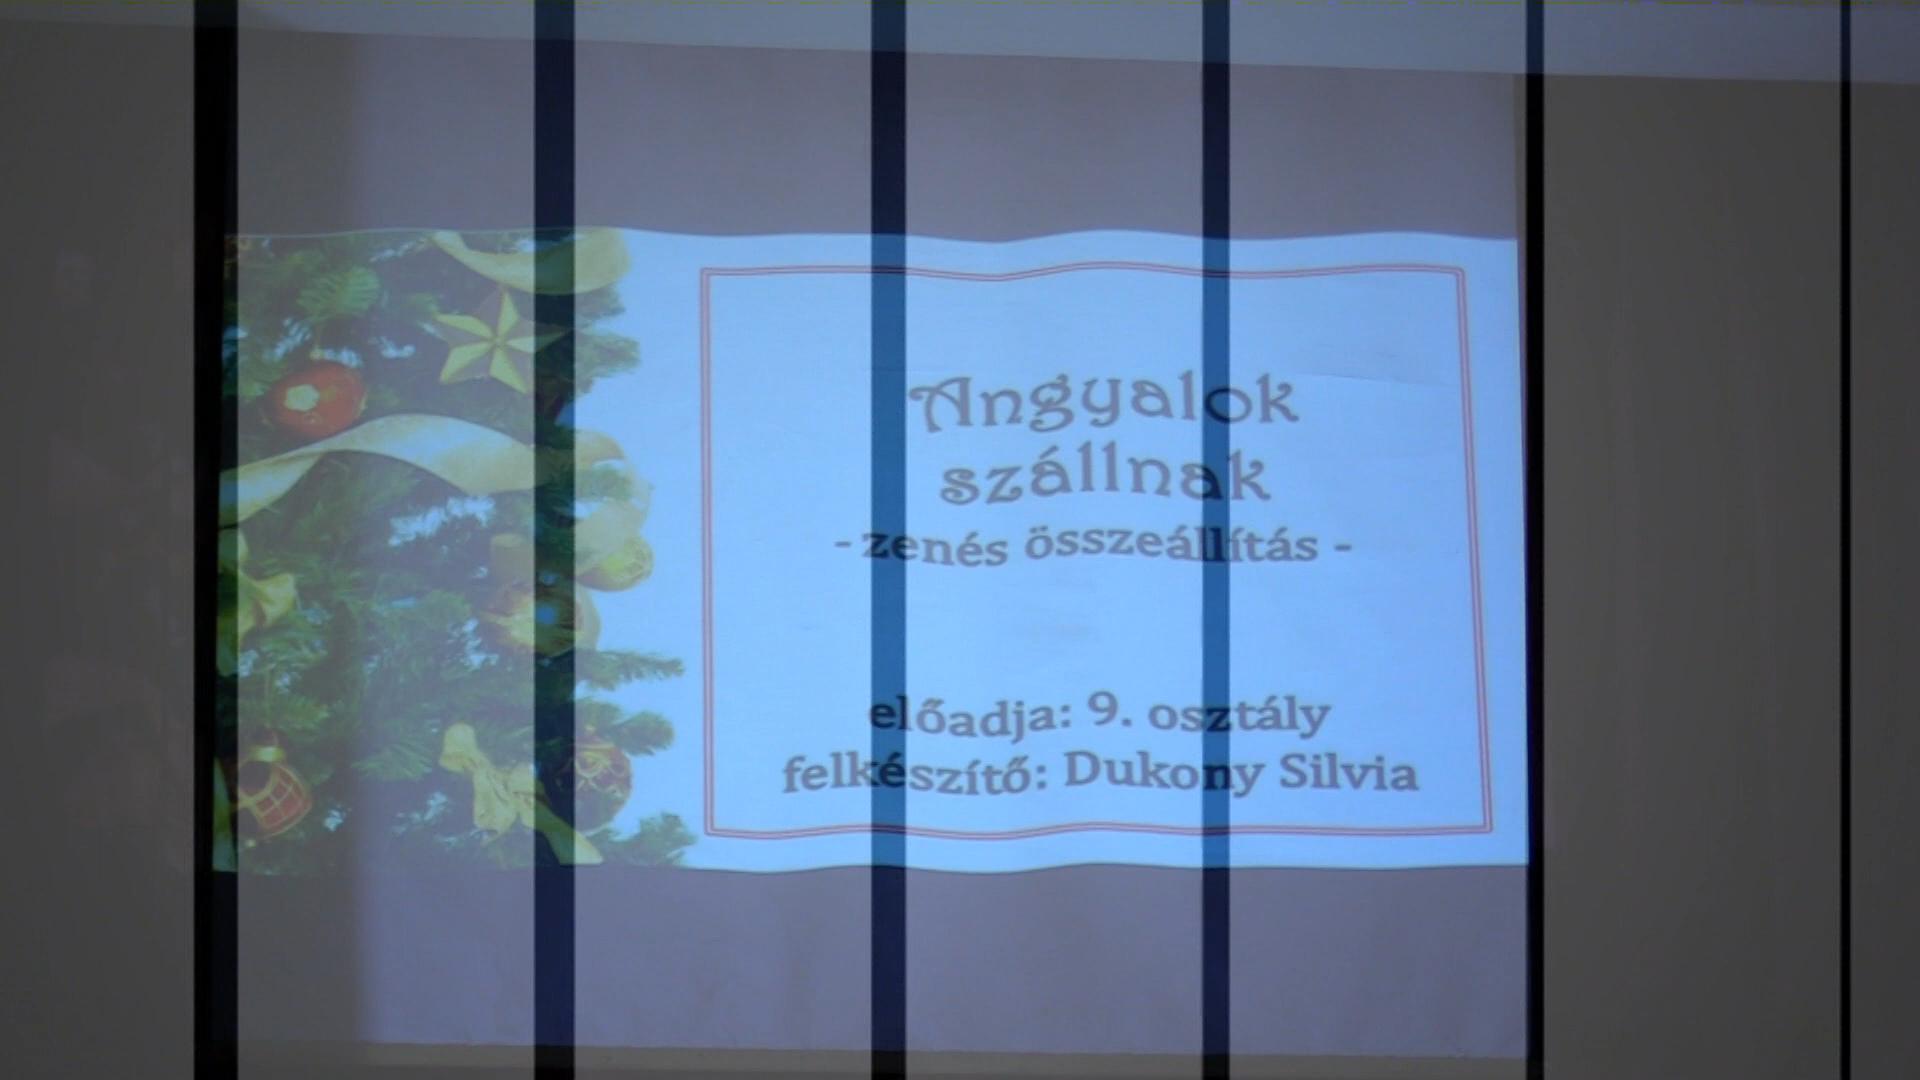 Angyalok
szállnak
- zenés összeállítás -
előadja: 9. osztály
felkészítő: Dukony Silvia